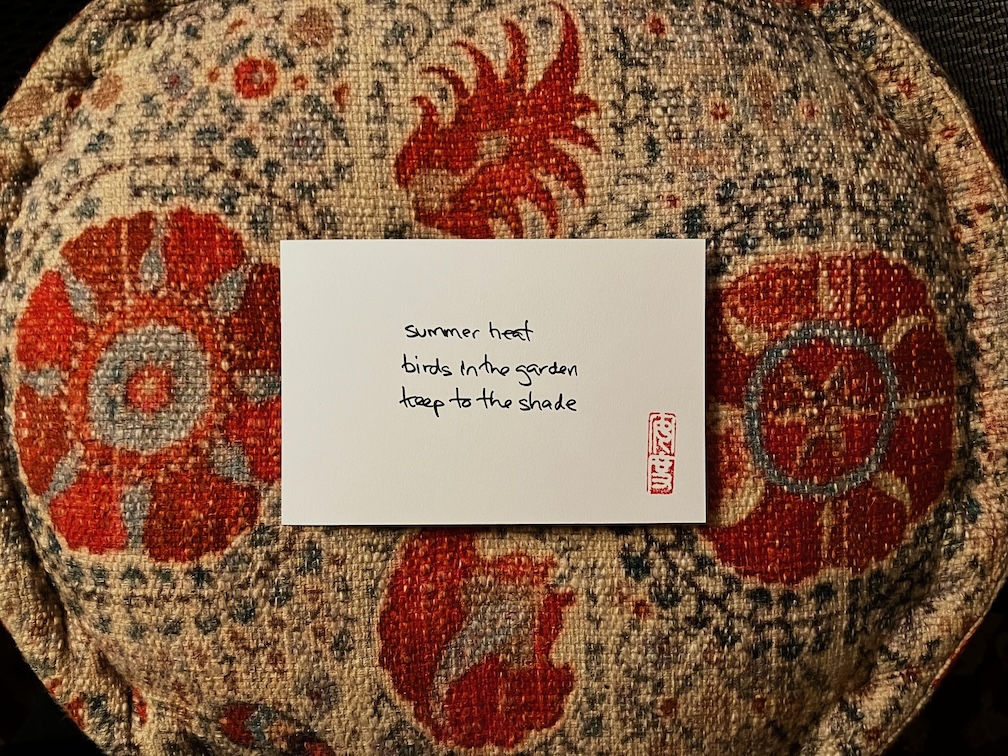 summer heat
birds in the garden
keep to the shade